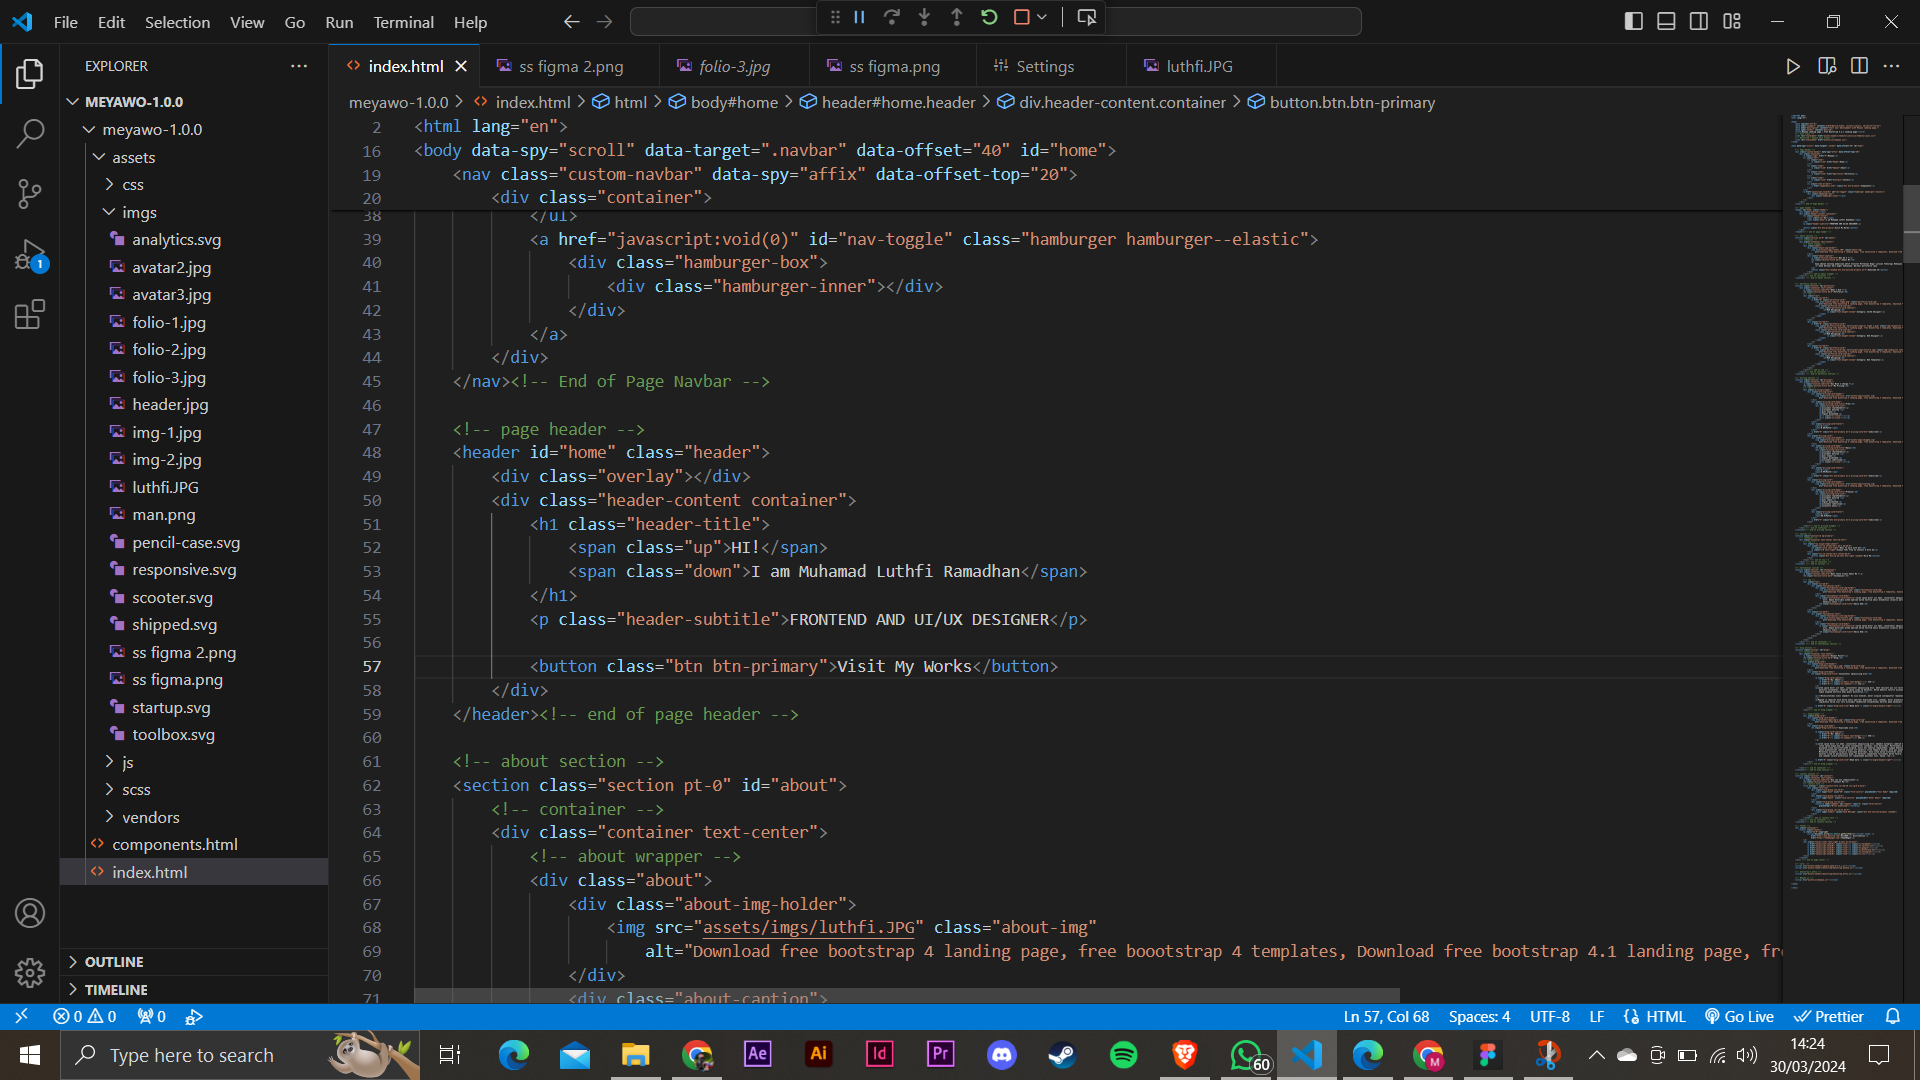 File Edit Selection View Go Run Terminal Help
EXPLORER
index.html
ss figma 2.png
folio-3.jpg
ss figma.png
Settings
luthfi.JPG
meyawo-1.0.0 > index.html > html > body#home > header#home.header > div.header-content.container > button.btn.btn-primary
MEYAWO-1.0.0
meyawo-1.0.0
assets
css
imgs
analytics.svg
avatar2.jpg
avatar3.jpg
folio-1.jpg
folio-2.jpg
folio-3.jpg
header.jpg
img-1.jpg
img-2.jpg
luthfi.JPG
man.png
pencil-case.svg
responsive.svg
scooter.svg
shipped.svg
ss figma 2.png
ss figma.png
startup.svg
toolbox.svg
js
scss
vendors
components.html
index.html
OUTLINE
TIMELINE
1
2 <html lang="en">
16 <body data-spy="scroll" data-target=".navbar" data-offset="40" id="home">
19 <nav class="custom-navbar" data-spy="affix" data-offset-top="20">
20 <div class="container">
38 </ul>
39 <a href="javascript:void(0)" id="nav-toggle" class="hamburger hamburger--elastic">
40 <div class="hamburger-box">
41 <div class="hamburger-inner"></div>
42 </div>
43 </a>
44 </div>
45 </nav><!-- End of Page Navbar -->
46
47 <!-- page header -->
48 <header id="home" class="header">
49 <div class="overlay"></div>
50 <div class="header-content container">
51 <h1 class="header-title">
52 <span class="up">HI!</span>
53 <span class="down">I am Muhamad Luthfi Ramadhan</span>
54 </h1>
55 <p class="header-subtitle">FRONTEND AND UI/UX DESIGNER</p>
56
57 <button class="btn btn-primary">Visit My Works</button>
58 </div>
59 </header><!-- end of page header -->
60
61 <!-- about section -->
62 <section class="section pt-0" id="about">
63 <!-- container -->
64 <div class="container text-center">
65 <!-- about wrapper -->
66 <div class="about">
67 <div class="about-img-holder">
68 <img src="assets/imgs/luthfi.JPG" class="about-img"
69 alt="Download free bootstrap 4 landing page, free boootstrap 4 templates, Download free bootstrap 4.1 landing page, fr
70 </div>
71 <div class="about-caption">
0 0 0 Ln 57, Col 68 Spaces: 4 UTF-8 LF HTML Go Live Prettier
Type here to search
Ae Ai Id Pr 60 M
14:24
30/03/2024